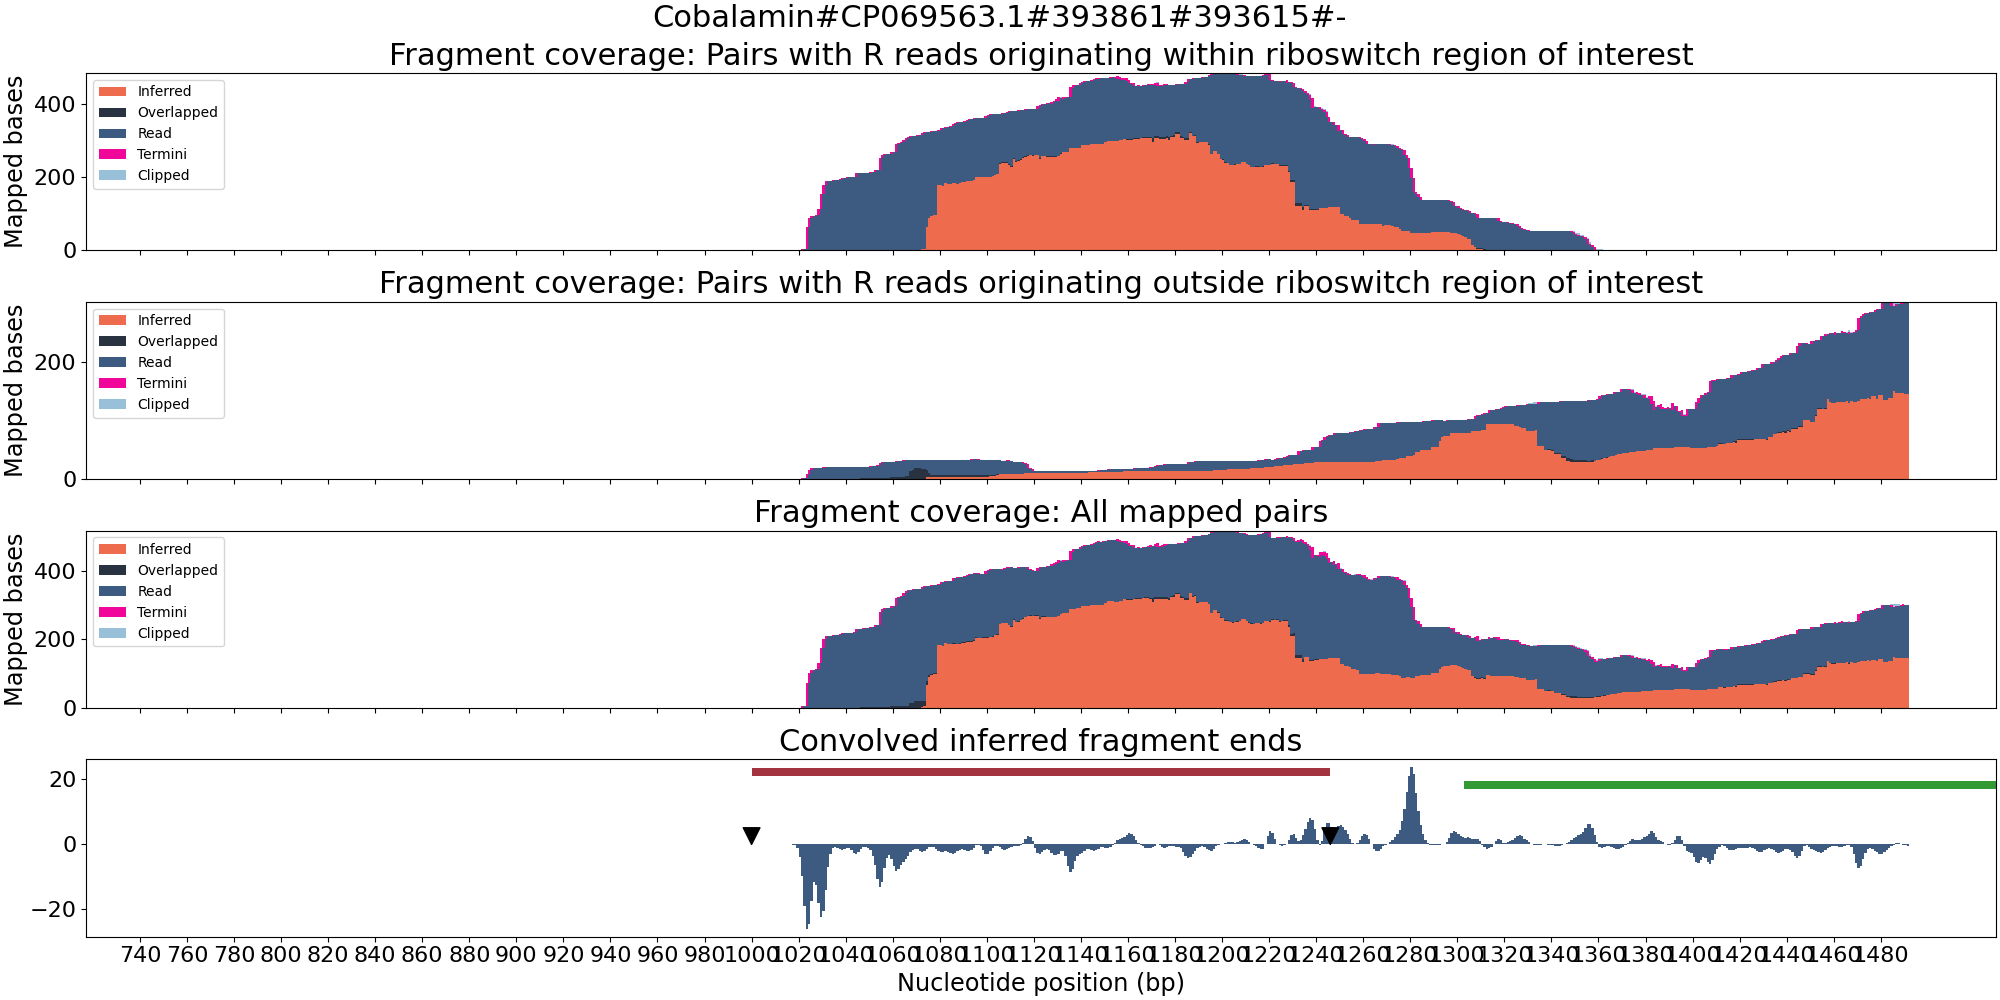 Cobalamin#CP069563.1#393861#393615#-
Fragment coverage: Pairs with R reads originating within riboswitch region of interest
Mapped bases
400
200
0
Inferred
Overlapped
Read
Termini
Clipped
Fragment coverage: Pairs with R reads originating outside riboswitch region of interest
Mapped bases
200
0
Inferred
Overlapped
Read
Termini
Clipped
Fragment coverage: All mapped pairs
Mapped bases
400
200
0
Inferred
Overlapped
Read
Termini
Clipped
Convolved inferred fragment ends
20
0
−20
740 760 780 800 820 840 860 880 900 920 940 960 980 1000 1020 1040 1060 1080 1100 1120 1140 1160 1180 1200 1220 1240 1260 1280 1300 1320 1340 1360 1380 1400 1420 1440 1460 1480
Nucleotide position (bp)